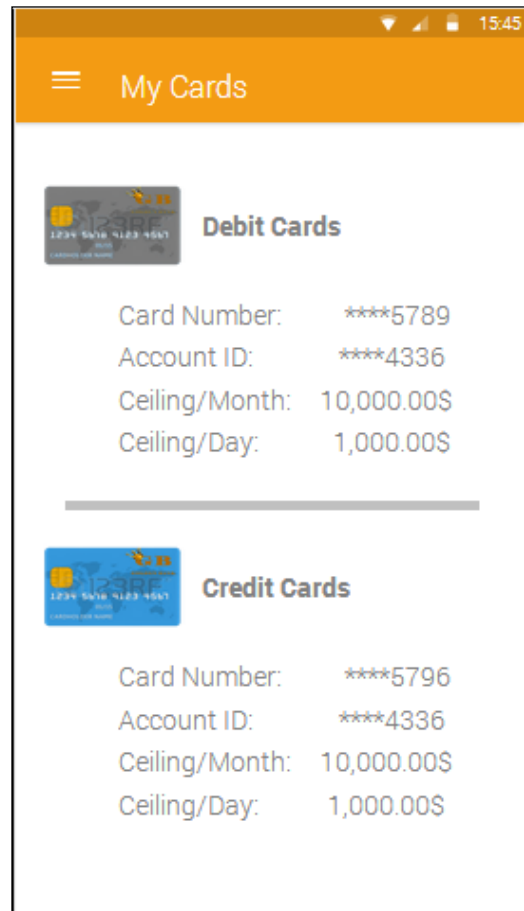 15:45
My Cards
123RF
Debit Cards
Card Number: ****5789
Account ID: ****4336
Ceiling/Month: 10,000.00$
Ceiling/Day: 1,000.00$
123RF
Credit Cards
Card Number: ****5796
Account ID: ****4336
Ceiling/Month: 10,000.00$
Ceiling/Day: 1,000.00$